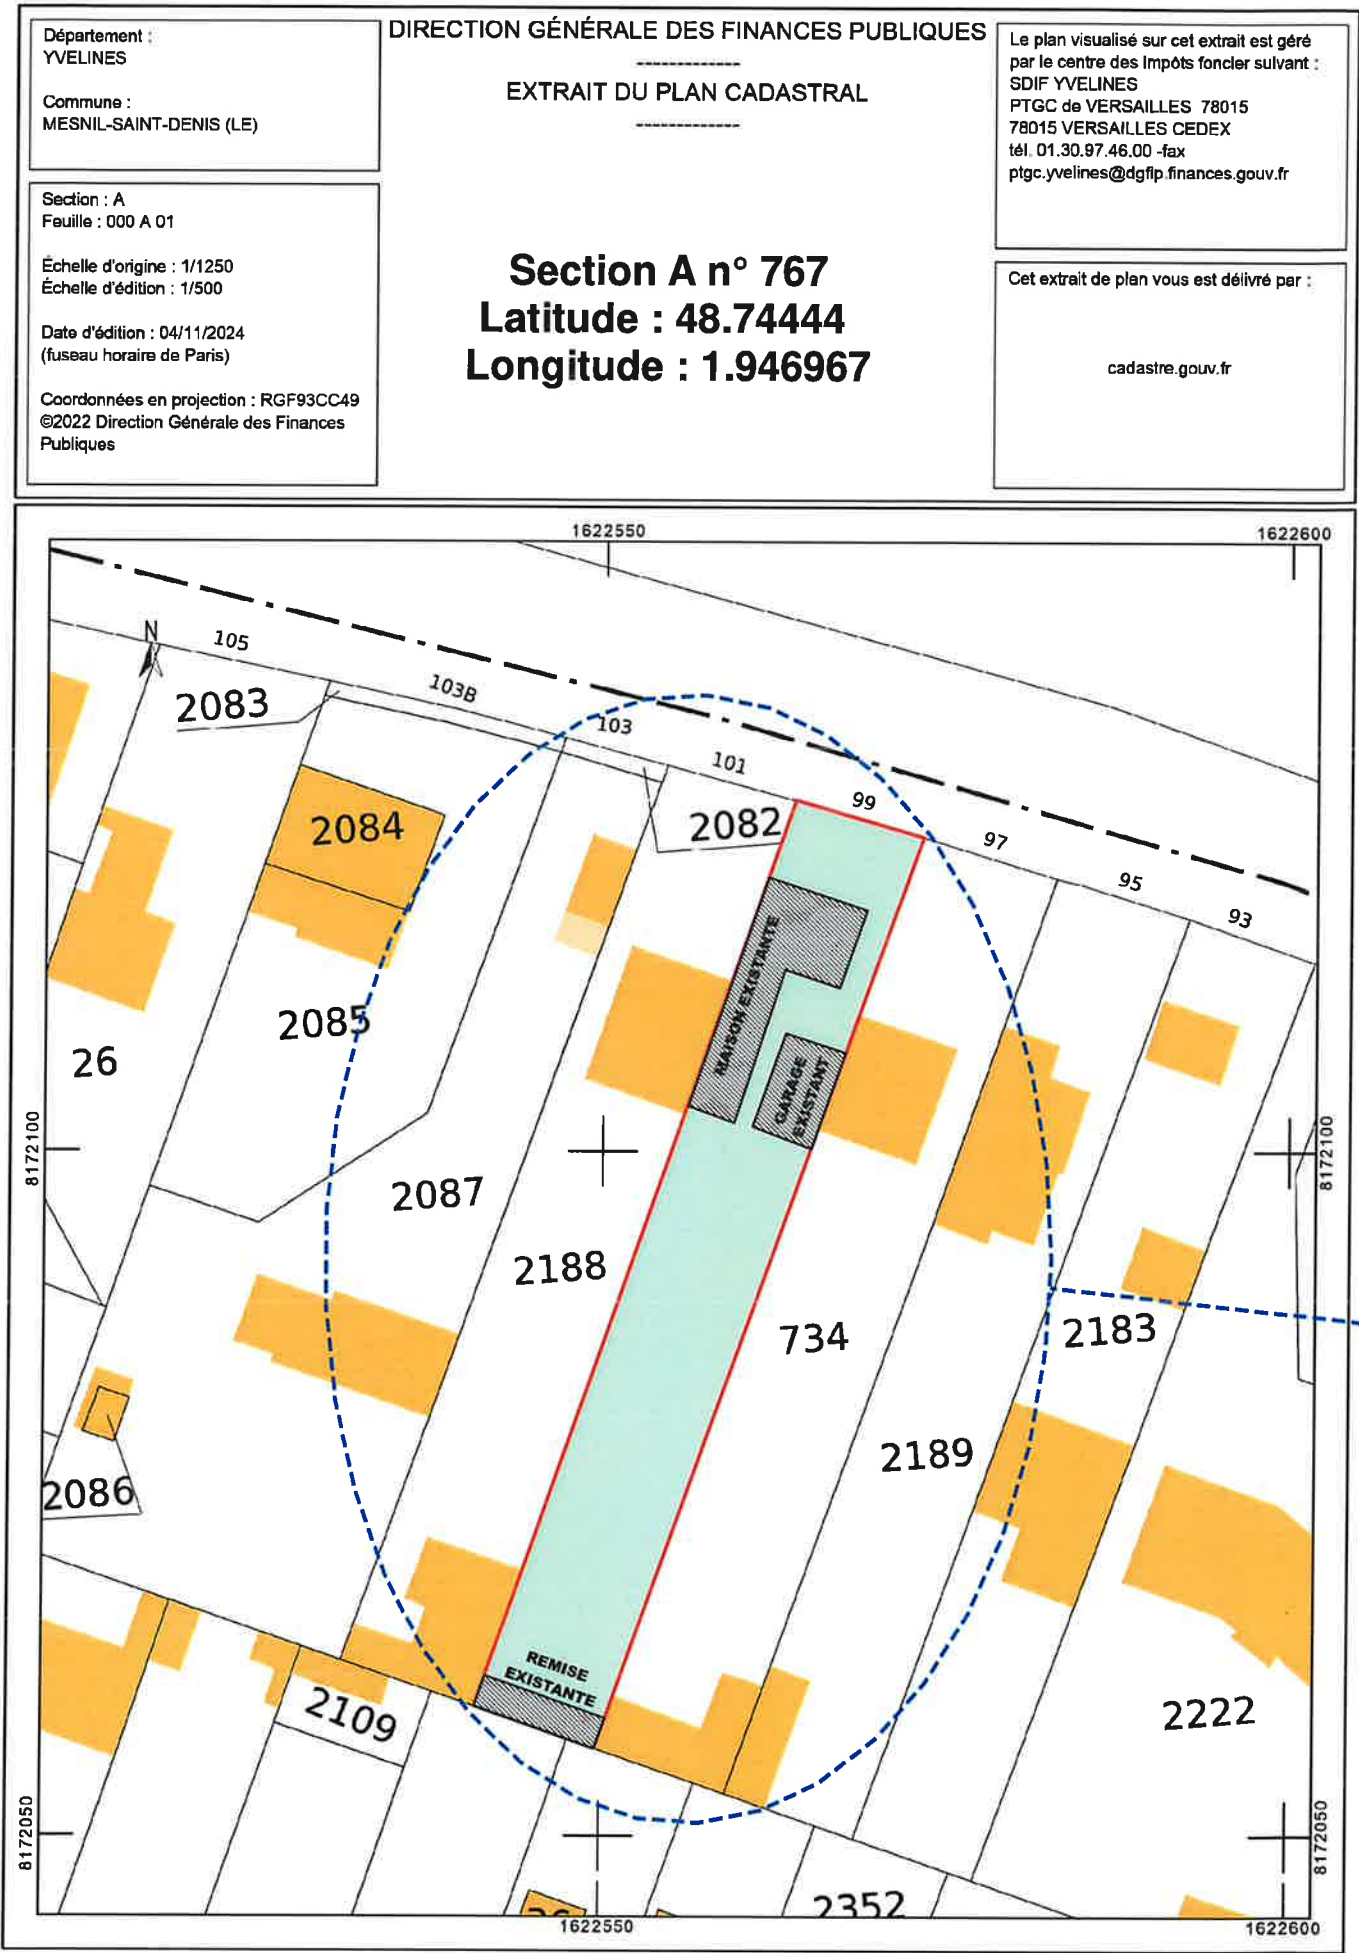 Département :
YVELINES
Commune :
MESNIL-SAINT-DENIS (LE)
Section : A
Feuille : 000 A 01
Échelle d'origine : 1/1250
Échelle d'édition : 1/500
Date d'édition : 04/11/2024
(fuseau horaire de Paris)
Coordonnées en projection : RGF93CC49
©2022 Direction Générale des Finances
Publiques
DIRECTION GÉNÉRALE DES FINANCES PUBLIQUES
-------------
EXTRAIT DU PLAN CADASTRAL
-------------
Section A n° 767
Latitude : 48.74444
Longitude : 1.946967
Le plan visualisé sur cet extrait est géré
par le centre des impôts foncier suivant :
SDIF YVELINES
PTGC de VERSAILLES 78015
78015 VERSAILLES CEDEX
tél. 01.30.97.46.00 -fax
ptgc.yvelines@dgfip.finances.gouv.fr
Cet extrait de plan vous est délivré par :
cadastre.gouv.fr
1622550
1622600
N
105
103B
103
101
99
97
95
93
2083
2084
2082
2085
26
MAISON EXISTANTE
GARAGE
EXISTANT
8172100
8172100
2087
2188
734
2183
2189
2086
REMISE
EXISTANTE
2109
2222
8172050
8172050
2352
1622550
1622600